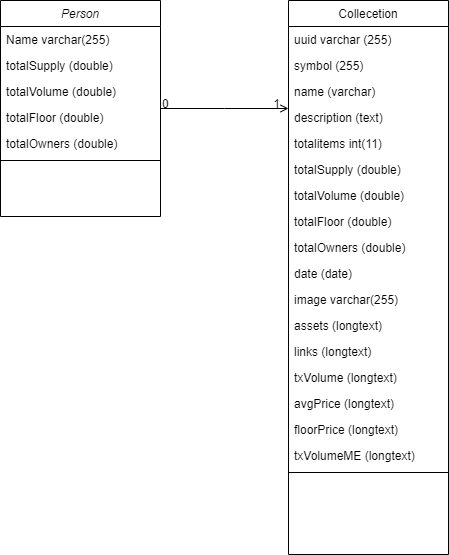 Person
Name varchar(255)
totalSupply (double)
totalVolume (double)
totalFloor (double)
totalOwners (double)
0
1
Collecetion
uuid varchar (255)
symbol (255)
name (varchar)
description (text)
totalitems int(11)
totalSupply (double)
totalVolume (double)
totalFloor (double)
totalOwners (double)
date (date)
image varchar(255)
assets (longtext)
links (longtext)
txVolume (longtext)
avgPrice (longtext)
floorPrice (longtext)
txVolumeME (longtext)